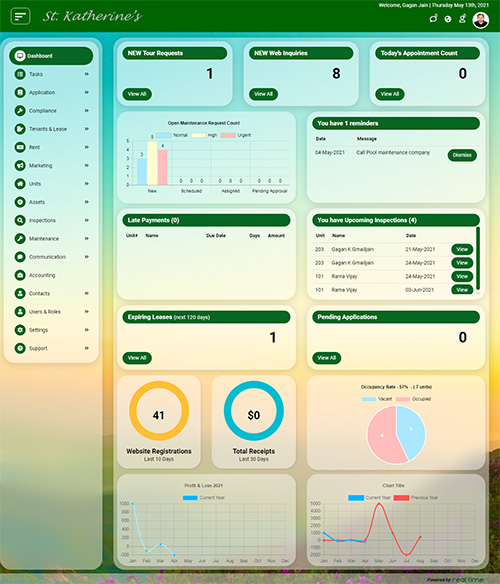 Welcome, Gagan Jain | Thursday May 13th, 2021
St. Katherine's
Dashboard
Tasks
Application
Compliance
Tenants & Lease
Rent
Marketing
Units
Assets
Inspections
Maintenance
Communication
Accounting
Contacts
Users & Roles
Settings
Support
NEW Tour Requests
1
View All
NEW Web Inquiries
8
View All
Today's Appointment Count
0
View All
Open Maintenance Request Count
Normal High Urgent
5
4
3
2
1
0
3 5 4
0 0 0 0 0 0 0 0 0
New Scheduled Assigned Pending Approval
You have 1 reminders
Date Message
04-May-2021 Call Pool maintenance company Dismiss
Late Payments (0)
Unit# Name Due Date Days Amount
You have Upcoming Inspections (4)
Unit Name Date
203 Gagan K Gmailjain 21-May-2021 View
203 Gagan K Gmailjain 24-May-2021 View
101 Rama Vijay 24-May-2021 View
101 Rama Vijay 03-Jun-2021 View
Expiring Leases (next 120 days)
1
View All
Pending Applications
0
View All
41
Website Registrations
Last 10 Days
$0
Total Receipts
Last 30 Days
Occupancy Rate - 57% - ( 7 units)
Vacant Occupied
Profit & Loss 2021
Current Year
1000
800
600
400
200
0
-200
Jan Feb Mar Apr May Jun Jul Aug Sep Oct Nov Dec
Chart Title
Current Year Previous Year
5000
4000
3000
2000
1000
0
-1000
-2000
Jan Feb Mar Apr May Jun Jul Aug Sep Oct Nov Dec
Powered by real time